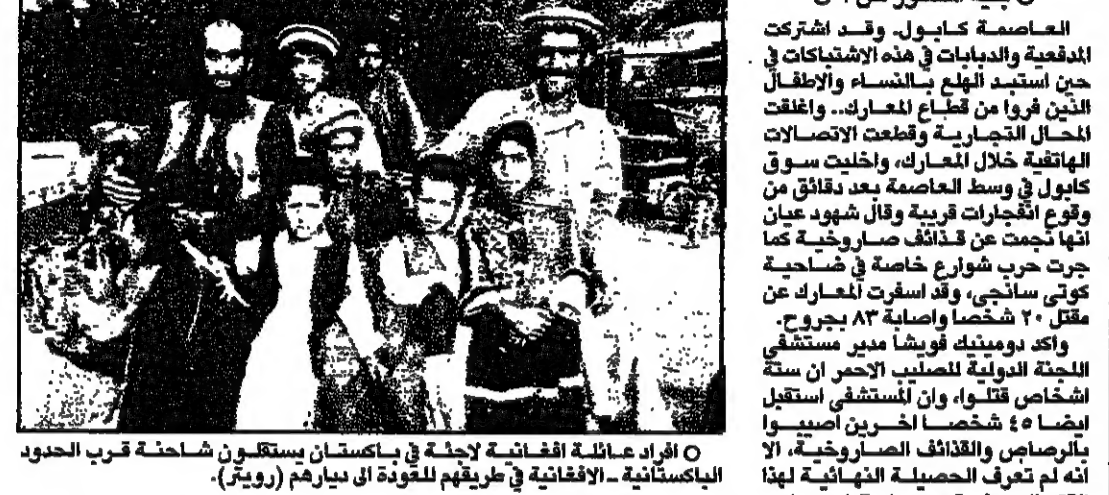 العاصمة كابول. وقد اشتركت
المدفعية والدبابات في هذه الاشتباكات في
حين استبد الهلع بالنساء والاطفال
الذين فروا من قطاع المعارك.. واغلقت
المحال التجارية وقطعت الاتصالات
الهاتفية خلال المعارك، واخليت سوق
كابول في وسط العاصمة بعد دقائق من
وقوع انفجارات قريبة وقال شهود عيان
انها نجمت عن قذائف صاروخية كما
جرت حرب شوارع خاصة في ضاحية
كوتي سانجي، وقد اسفرت المعارك عن
مقتل ٢٠ شخصا واصابة ٨٣ بجروح.
واكد دومينيك قويشا مدير مستشفى
اللجنة الدولية للصليب الاحمر ان ستة
اشخاص قتلوا، وان المستشفى استقبل
ايضا ٤٥ شخصا اخرين اصيبوا
بالرصاص والقذائف الصاروخية، الا
انه لم تعرف الحصيلة النهائية لهذا
○ افراد عائلة افغانية لاجئة في باكستان يستقلون شاحنة قرب الحدود
الباكستانية ـ الافغانية في طريقهم للعودة الى ديارهم (رويتر).